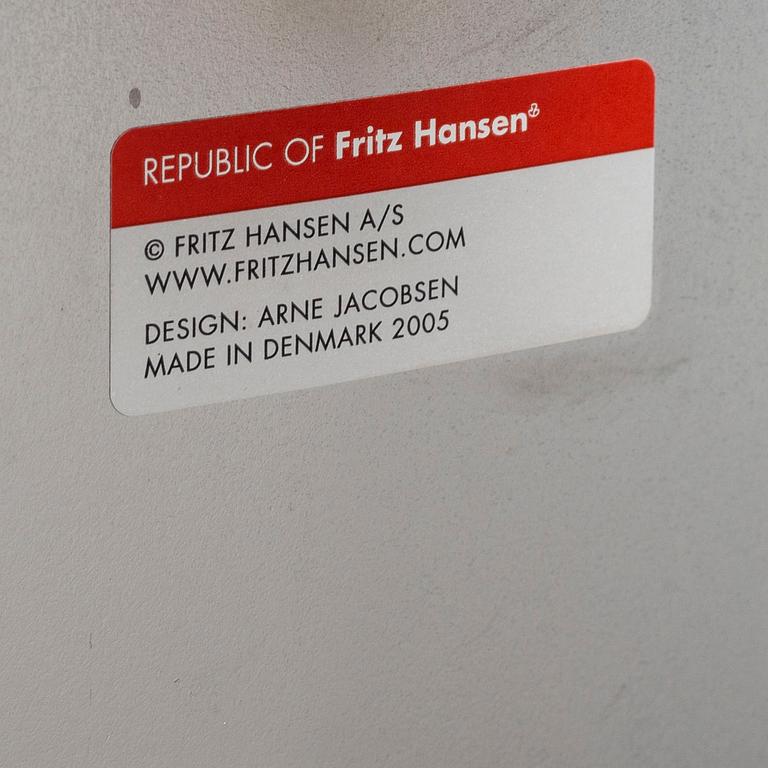 REPUBLIC OF Fritz Hansen
© FRITZ HANSEN A/S
WWW.FRITZHANSEN.COM
DESIGN: ARNE JACOBSEN
MADE IN DENMARK 2005